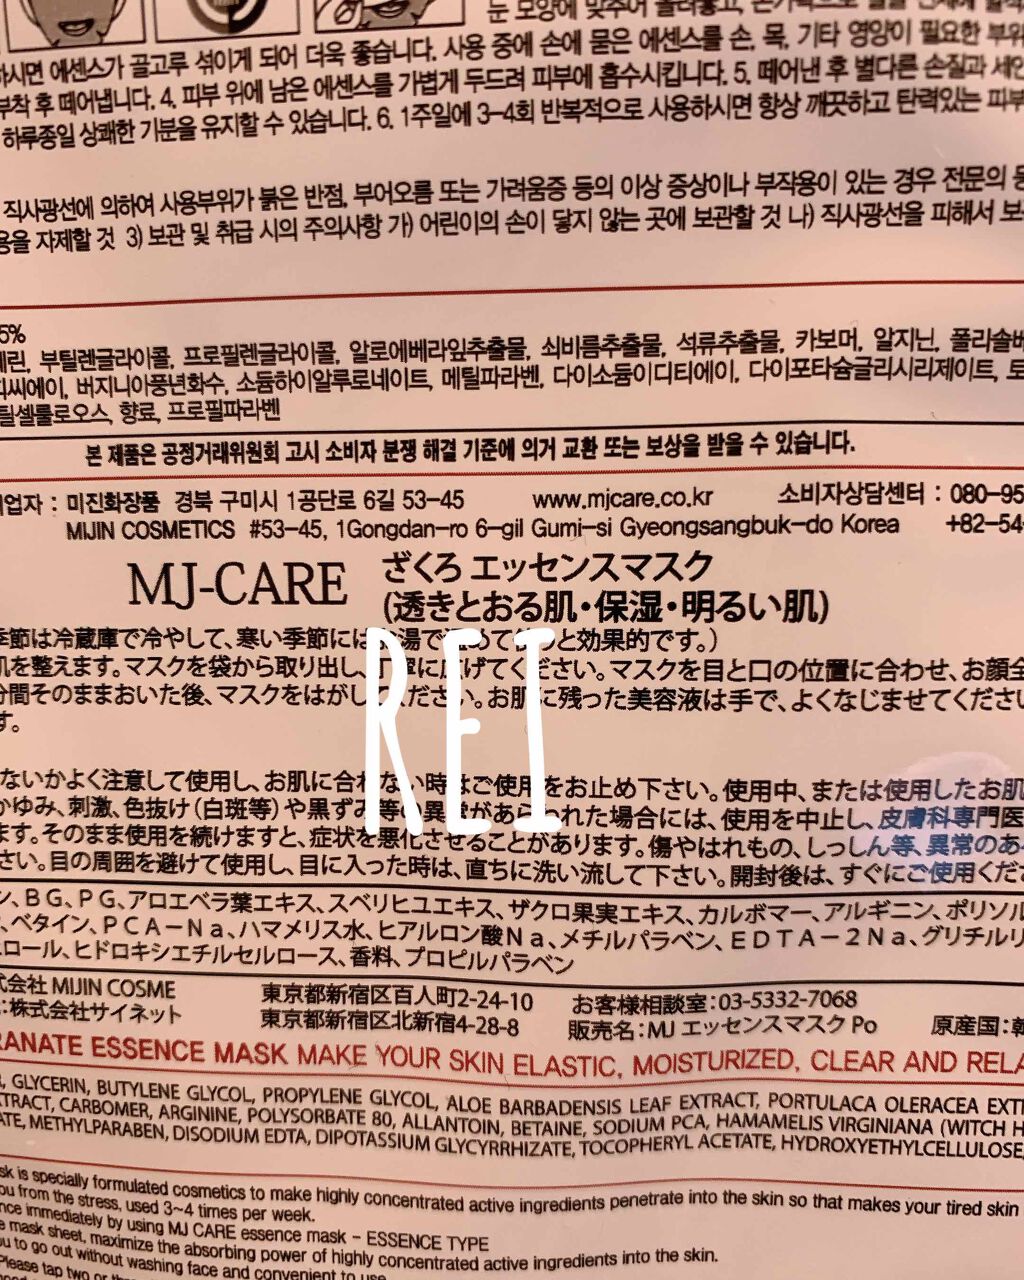 눈 모양에 맞추어 올려놓고, 손가락으로
하시면 에센스가 골고루 섞이게 되어 더욱 좋습니다. 사용 중에 손에 묻은 에센스를 손, 목, 기타 영양이 필요한 부위
부착 후 떼어냅니다. 4. 피부 위에 남은 에센스를 가볍게 두드려 피부에 흡수시킵니다. 5. 떼어낸 후 별다른 손질과 세안
하루종일 상쾌한 기분을 유지할 수 있습니다. 6. 1주일에 3-4회 반복적으로 사용하시면 항상 깨끗하고 탄력있는 피부
직사광선에 의하여 사용부위가 붉은 반점, 부어오름 또는 가려움증 등의 이상 증상이나 부작용이 있는 경우 전문의 등
용을 자제할 것 3) 보관 및 취급 시의 주의사항 가) 어린이의 손이 닿지 않는 곳에 보관할 것 나) 직사광선을 피해서 보
5%
세린, 부틸렌글라이콜, 프로필렌글라이콜, 알로에베라잎추출물, 쇠비름추출물, 석류추출물, 카보머, 알지닌, 폴리솔베
피씨에이, 버지니아풍년화수, 소듐하이알루로네이트, 메틸파라벤, 다이소듐이디티에이, 다이포타슘글리시리제이트, 토
틸셀룰로오스, 향료, 프로필파라벤
본 제품은 공정거래위원회 고시 소비자 분쟁 해결 기준에 의거 교환 또는 보상을 받을 수 있습니다.
업자 : 미진화장품 경북 구미시 1공단로 6길 53-45 www.mjcare.co.kr 소비자상담센터 : 080-95
MIJIN COSMETICS #53-45, 1Gongdan-ro 6-gil Gumi-si Gyeongsangbuk-do Korea +82-54-
MJ-CARE ざくろ エッセンスマスク
(透きとおる肌・保湿・明るい肌)
季節は冷蔵庫で冷やして、寒い季節には お湯で温めて使うと効果的です。)
肌を整えます。マスクを袋から取り出し、丁寧に広げてください。マスクを目と口の位置に合わせ、お顔全
分間そのままおいた後、マスクをはがしてください。お肌に残った美容液は手で、よくなじませてください
す。
REI
ないかよく注意して使用し、お肌に合わない時はご使用をお止め下さい。使用中、または使用したお肌
かゆみ、刺激、色抜け(白斑等)や黒ずみ等の異常があらわれた場合には、使用を中止し、皮膚科専門医
ます。そのまま使用を続けますと、症状を悪化させることがあります。傷やはれもの、しっしん等、異常のあ
さい。目の周囲を避けて使用し、目に入った時は、直ちに洗い流して下さい。開封後は、すぐにご使用くださ
ン、BG、PG、アロエベラ葉エキス、スベリヒユエキス、ザクロ果実エキス、カルボマー、アルギニン、ポリソル
、ベタイン、PCA-Na、ハマメリス水、ヒアルロン酸Na、メチルパラベン、EDTA-2Na、グリチルリ
ロール、ヒドロキシエチルセルロース、香料、プロピルパラベン
式会社 MIJIN COSME 東京都新宿区百人町2-24-10 お客様相談室:03-5332-7068
:株式会社サイネット 東京都新宿区北新宿4-28-8 販売名:MJ エッセンスマスク Po 原産国:韓
RANATE ESSENCE MASK MAKE YOUR SKIN ELASTIC, MOISTURIZED, CLEAR AND RELA
, GLYCERIN, BUTYLENE GLYCOL, PROPYLENE GLYCOL, ALOE BARBADENSIS LEAF EXTRACT, PORTULACA OLERACEA EXT
XTRACT, CARBOMER, ARGININE, POLYSORBATE 80, ALLANTOIN, BETAINE, SODIUM PCA, HAMAMELIS VIRGINIANA (WITCH H
ATE, METHYLPARABEN, DISODIUM EDTA, DIPOTASSIUM GLYCYRRHIZATE, TOCOPHERYL ACETATE, HYDROXYETHYLCELLULOSE,
sk is specially formulated cosmetics to make highly concentrated active ingredients penetrate into the skin so that makes your tired skin
ou from the stress, used 3~4 times per week.
nce immediately by using MJ CARE essence mask - ESSENCE TYPE
e mask sheet, maximize the absorbing power of highly concentrated active ingredients into the skin.
u to go out without washing face and convenient to use.
Please tap two or